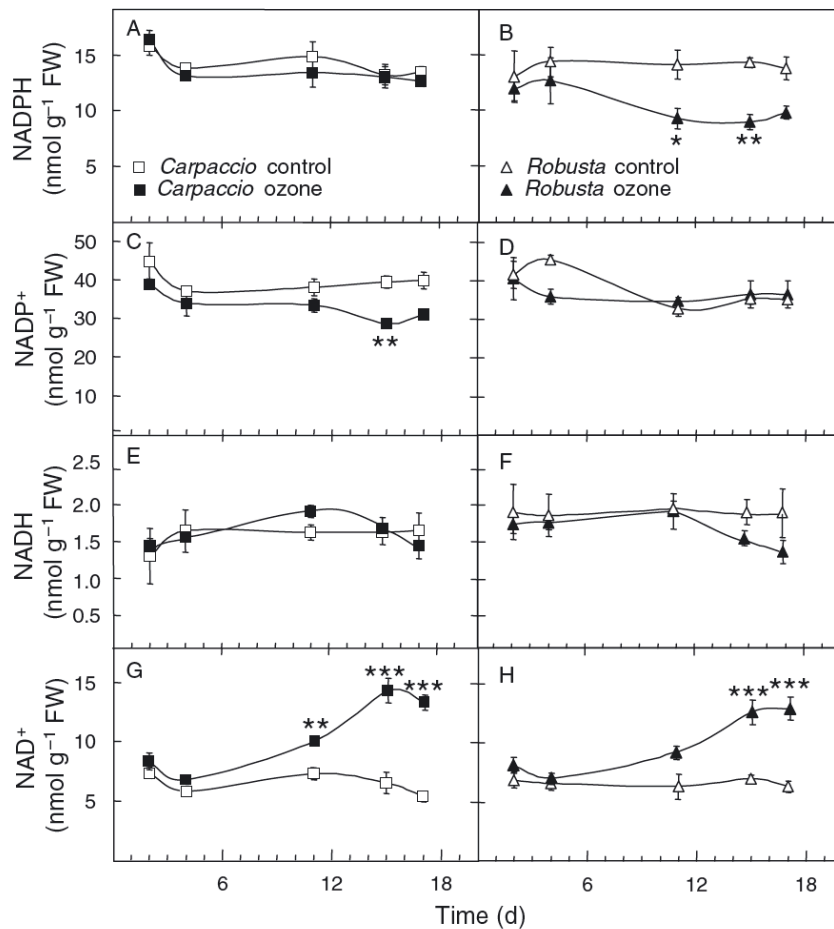 A
B
NADPH
(nmol g⁻¹ FW)
15
10
5
**
*
Carpaccio control
Carpaccio ozone
Robusta control
Robusta ozone
C
D
NADP⁺
(nmol g⁻¹ FW)
50
40
30
20
10
**
E
F
NADH
(nmol g⁻¹ FW)
2.5
2.0
1.5
1.0
0.5
G
H
NAD⁺
(nmol g⁻¹ FW)
15
10
5
**
***
***
***
***
6
12
18
6
12
18
Time (d)